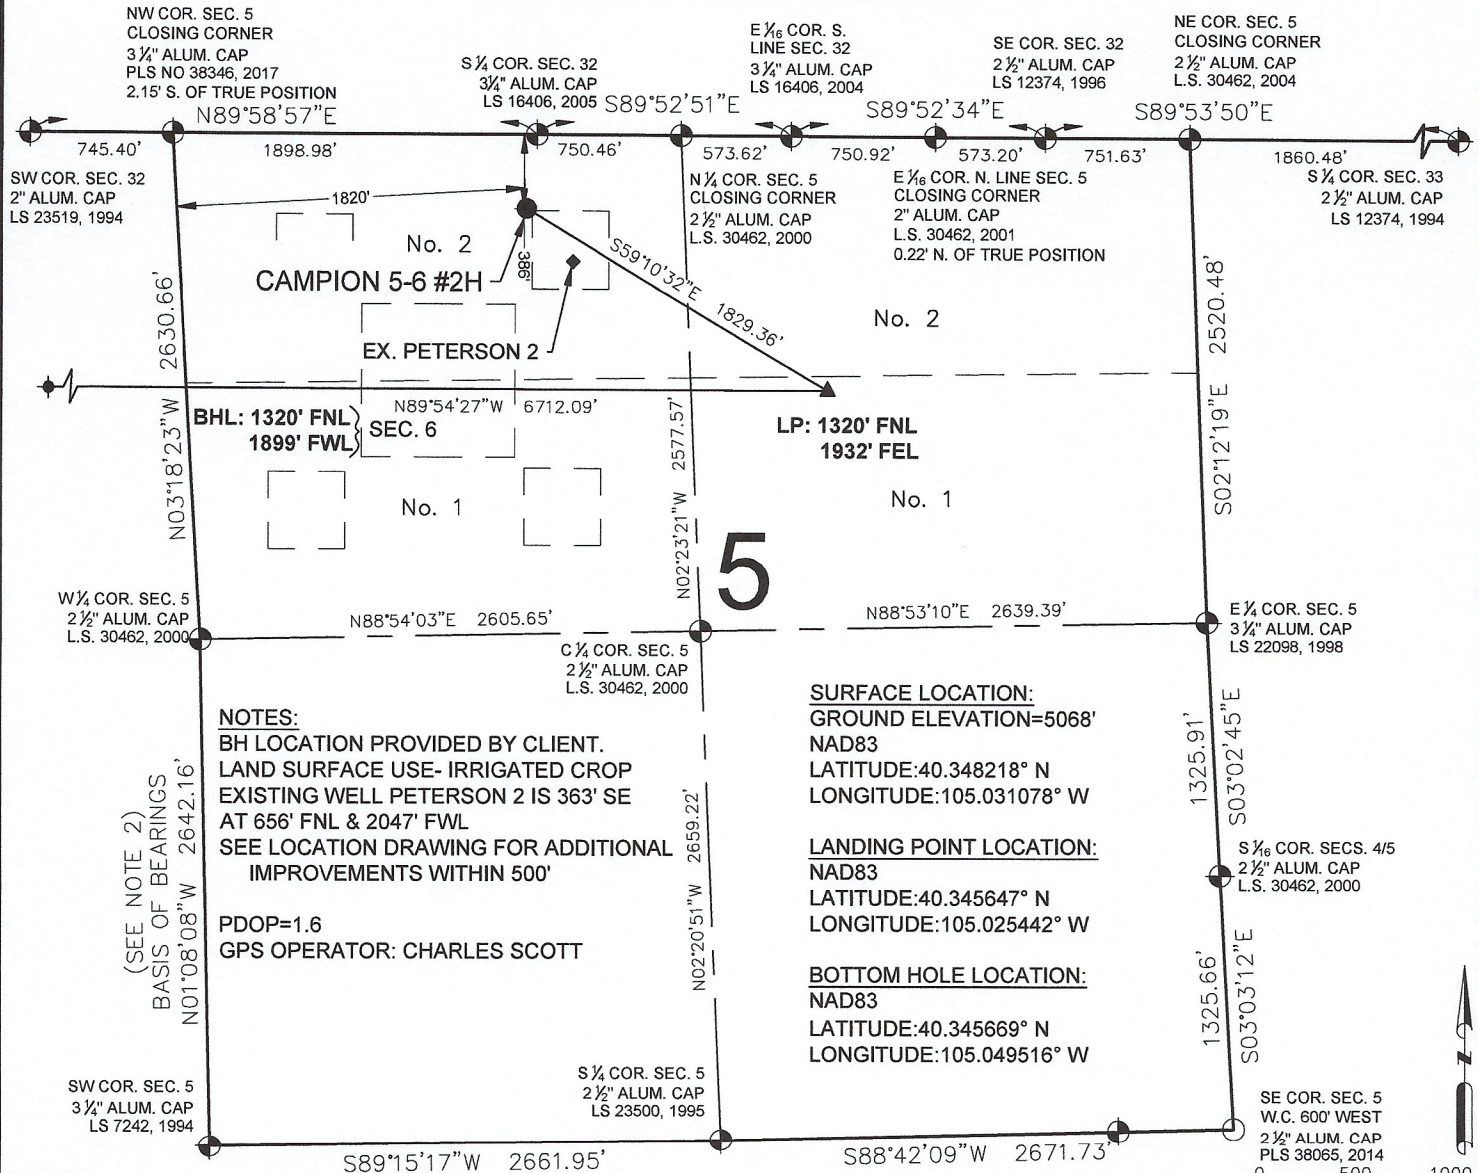 NW COR. SEC. 5
CLOSING CORNER
3 ¼" ALUM. CAP
PLS NO 38346, 2017
2.15' S. OF TRUE POSITION
S ¼ COR. SEC. 32
3¼" ALUM. CAP
LS 16406, 2005
E 1⁄16 COR. S.
LINE SEC. 32
3 ¼" ALUM. CAP
LS 16406, 2004
SE COR. SEC. 32
2 ½" ALUM. CAP
LS 12374, 1996
NE COR. SEC. 5
CLOSING CORNER
2 ½" ALUM. CAP
L.S. 30462, 2004
N89°58'57"E
S89°52'51"E
S89°52'34"E
S89°53'50"E
745.40'
1898.98'
750.46'
573.62'
750.92'
573.20'
751.63'
1860.48'
SW COR. SEC. 32
2" ALUM. CAP
LS 23519, 1994
1820'
N ¼ COR. SEC. 5
CLOSING CORNER
2 ½" ALUM. CAP
L.S. 30462, 2000
E 1⁄16 COR. N. LINE SEC. 5
CLOSING CORNER
2" ALUM. CAP
L.S. 30462, 2001
0.22' N. OF TRUE POSITION
S ¼ COR. SEC. 33
2 ½" ALUM. CAP
LS 12374, 1994
No. 2
386'
CAMPION 5-6 #2H
S59°10'32"E 1829.36'
No. 2
EX. PETERSON 2
N03°18'23"W 2630.66'
S02°12'19"E 2520.48'
N89°54'27"W 6712.09'
BHL: 1320' FNL
1899' FWL
SEC. 6
LP: 1320' FNL
1932' FEL
N02°23'21"W 2577.57'
No. 1
No. 1
5
W ¼ COR. SEC. 5
2 ½" ALUM. CAP
L.S. 30462, 2000
N88°54'03"E 2605.65'
N88°53'10"E 2639.39'
E ¼ COR. SEC. 5
3 ¼" ALUM. CAP
LS 22098, 1998
C ¼ COR. SEC. 5
2 ½" ALUM. CAP
L.S. 30462, 2000
NOTES:
BH LOCATION PROVIDED BY CLIENT.
LAND SURFACE USE- IRRIGATED CROP
EXISTING WELL PETERSON 2 IS 363' SE
AT 656' FNL & 2047' FWL
SEE LOCATION DRAWING FOR ADDITIONAL
IMPROVEMENTS WITHIN 500'
PDOP=1.6
GPS OPERATOR: CHARLES SCOTT
SURFACE LOCATION:
GROUND ELEVATION=5068'
NAD83
LATITUDE:40.348218° N
LONGITUDE:105.031078° W
LANDING POINT LOCATION:
NAD83
LATITUDE:40.345647° N
LONGITUDE:105.025442° W
BOTTOM HOLE LOCATION:
NAD83
LATITUDE:40.345669° N
LONGITUDE:105.049516° W
(SEE NOTE 2)
BASIS OF BEARINGS
N01°08'08"W 2642.16'
N02°20'51"W 2659.22'
1325.91'
S03°02'45"E
S 1⁄16 COR. SECS. 4/5
2 ½" ALUM. CAP
L.S. 30462, 2000
1325.66'
S03°03'12"E
N
SW COR. SEC. 5
3 ¼" ALUM. CAP
LS 7242, 1994
S ¼ COR. SEC. 5
2 ½" ALUM. CAP
LS 23500, 1995
SE COR. SEC. 5
W.C. 600' WEST
2 ½" ALUM. CAP
PLS 38065, 2014
S89°15'17"W 2661.95'
S88°42'09"W 2671.73'
0 500 1000